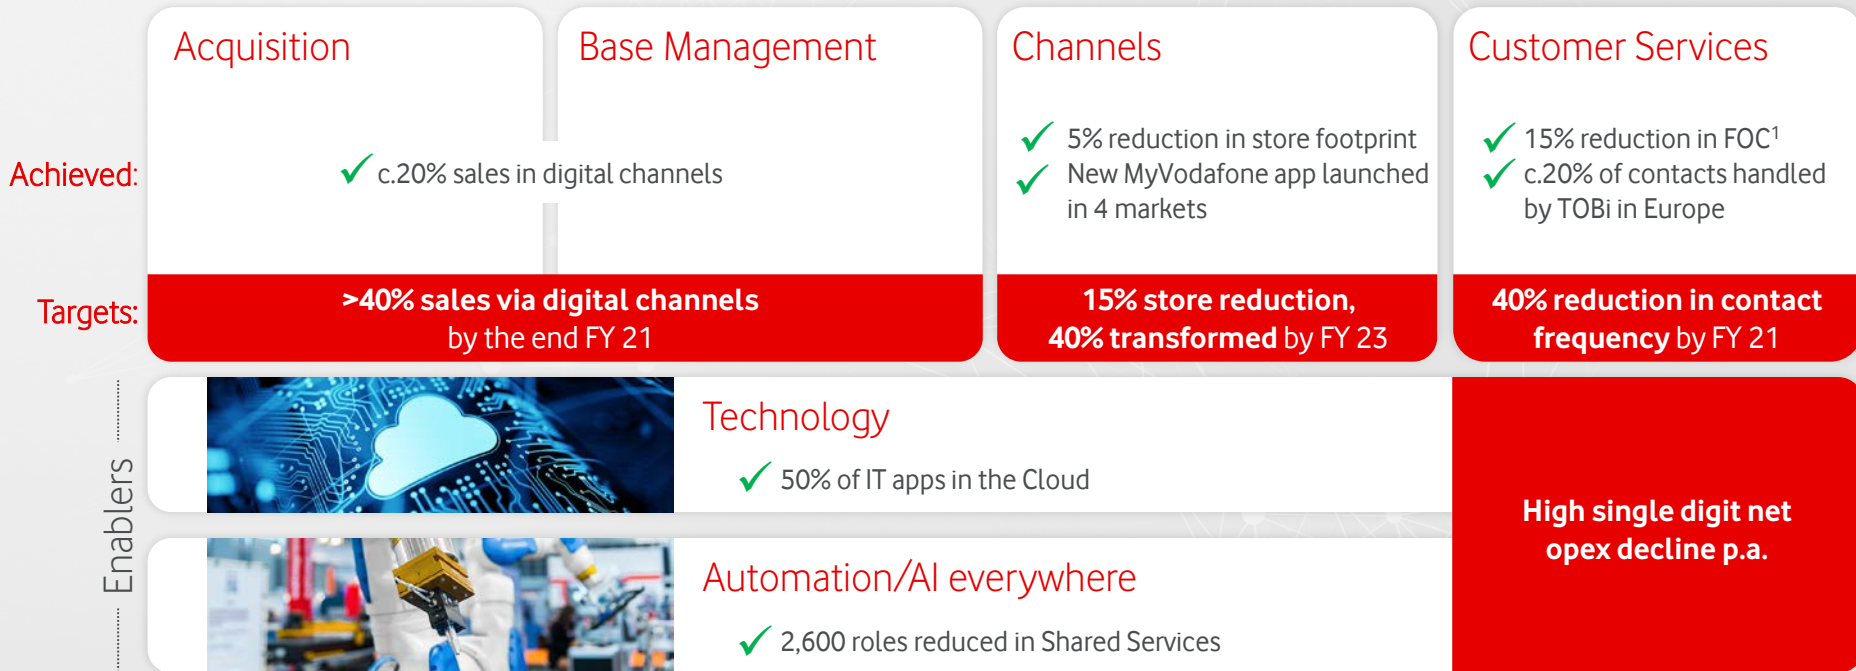 Acquisition
Base Management
Channels
Customer Services
Achieved:
✓ c.20% sales in digital channels
✓ 5% reduction in store footprint
✓ New MyVodafone app launched
in 4 markets
✓ 15% reduction in FOC¹
✓ c.20% of contacts handled
by TOBi in Europe
Targets:
>40% sales via digital channels
by the end FY 21
15% store reduction,
40% transformed by FY 23
40% reduction in contact
frequency by FY 21
Enablers
Technology
✓ 50% of IT apps in the Cloud
Automation/AI everywhere
✓ 2,600 roles reduced in Shared Services
High single digit net
opex decline p.a.